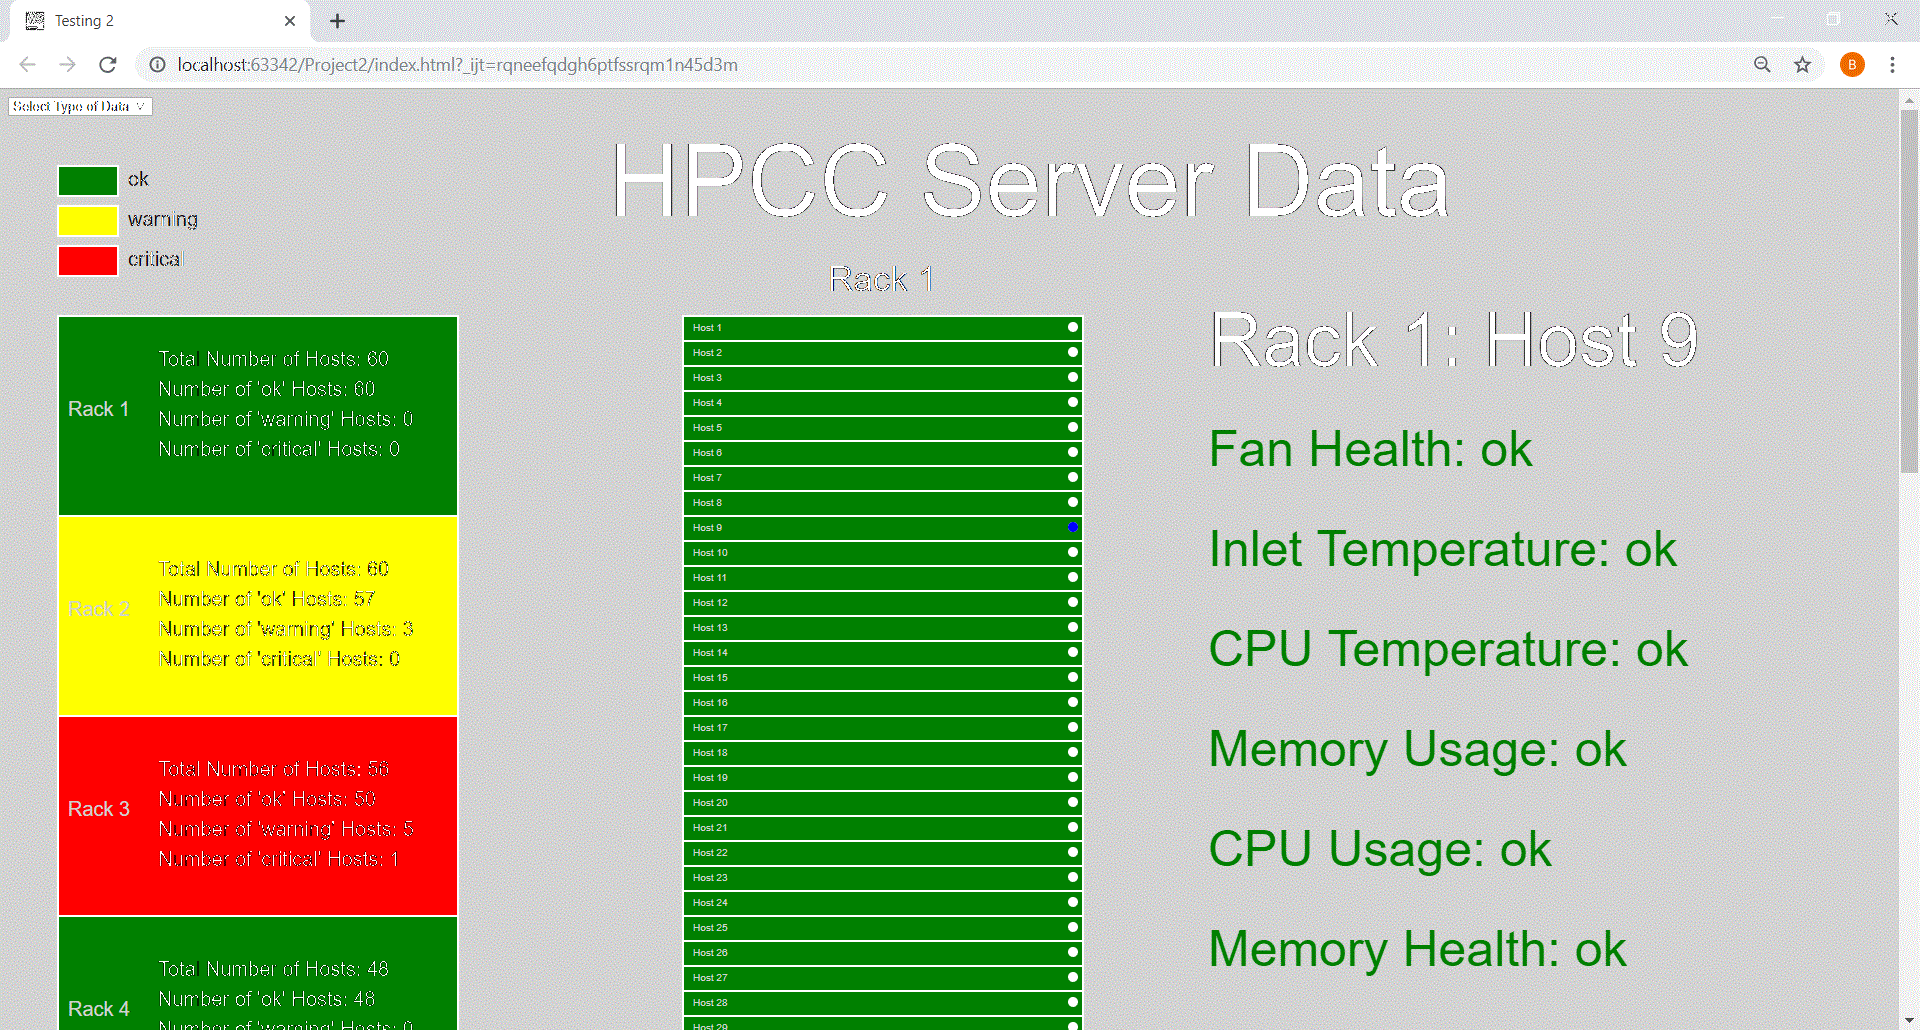 Testing 2
localhost:63342/Project2/index.html?_ijt=rqneefqdgh6ptfssrqm1n45d3m
B
Select Type of Data
HPCC Server Data
ok
warning
critical
Rack 1
Total Number of Hosts: 60
Number of 'ok' Hosts: 60
Rack 1
Number of 'warning' Hosts: 0
Number of 'critical' Hosts: 0
Total Number of Hosts: 60
Number of 'ok' Hosts: 57
Rack 2
Number of 'warning' Hosts: 3
Number of 'critical' Hosts: 0
Total Number of Hosts: 56
Number of 'ok' Hosts: 50
Rack 3
Number of 'warning' Hosts: 5
Number of 'critical' Hosts: 1
Total Number of Hosts: 48
Number of 'ok' Hosts: 48
Rack 4
Number of 'warning' Hosts: 0
Host 1
Host 2
Host 3
Host 4
Host 5
Host 6
Host 7
Host 8
Host 9
Host 10
Host 11
Host 12
Host 13
Host 14
Host 15
Host 16
Host 17
Host 18
Host 19
Host 20
Host 21
Host 22
Host 23
Host 24
Host 25
Host 26
Host 27
Host 28
Host 29
Rack 1: Host 9
Fan Health: ok
Inlet Temperature: ok
CPU Temperature: ok
Memory Usage: ok
CPU Usage: ok
Memory Health: ok